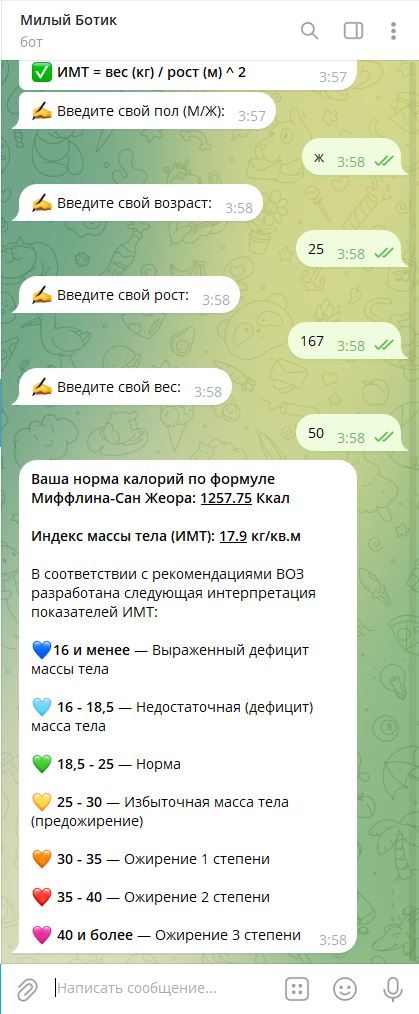 Милый Ботик
бот
✅ ИМТ = вес (кг) / рост (м) ^ 2
3:57
✍ Введите свой пол (М/Ж): 3:57
ж 3:58
✍ Введите свой возраст: 3:58
25 3:58
✍ Введите свой рост: 3:58
167 3:58
✍ Введите свой вес: 3:58
50 3:58
Ваша норма калорий по формуле
Миффлина-Сан Жеора: 1257.75 Ккал
Индекс массы тела (ИМТ): 17.9 кг/кв.м
В соответствии с рекомендациями ВОЗ
разработана следующая интерпретация
показателей ИМТ:
💙16 и менее — Выраженный дефицит
массы тела
🩵 16 - 18,5 — Недостаточная (дефицит)
масса тела
💚 18,5 - 25 — Норма
💛 25 - 30 — Избыточная масса тела
(предожирение)
🧡 30 - 35 — Ожирение 1 степени
❤ 35 - 40 — Ожирение 2 степени
🩷 40 и более — Ожирение 3 степени 3:58
Написать сообщение...